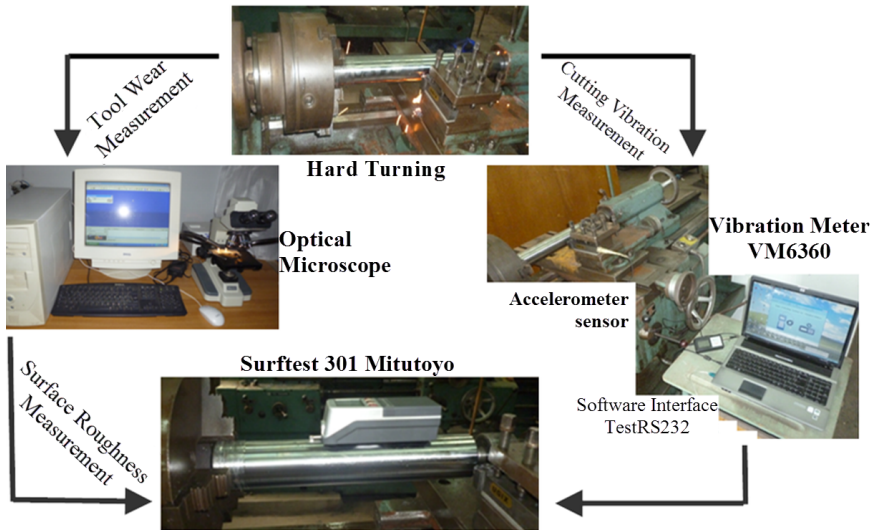 Hard Turning
Tool Wear
Measurement
Cutting Vibration
Measurement
Optical
Microscope
Vibration Meter
VM6360
Accelerometer
sensor
Software Interface
TestRS232
Surface Roughness
Measurement
Surftest 301 Mitutoyo